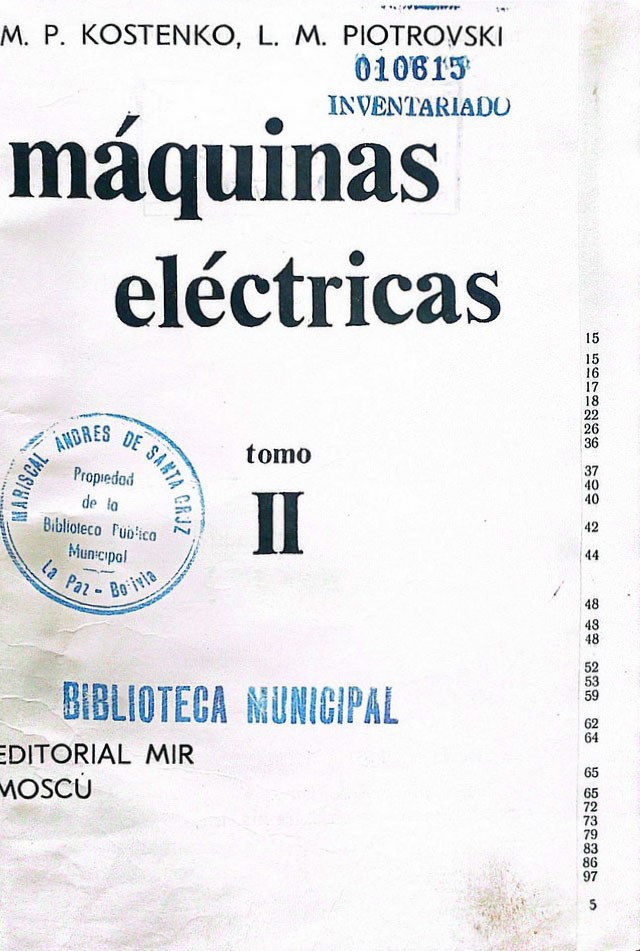 M. P. KOSTENKO, L. M. PIOTROVSKI
010615
INVENTARIADO
máquinas
eléctricas
tomo
II
MARISCAL ANDRES DE SANTA CRUZ
Propiedad
de la
Biblioteca Pública
Municipal
La Paz - Bolivia
BIBLIOTECA MUNICIPAL
EDITORIAL MIR
MOSCÚ
15
15
16
17
18
22
26
36
37
40
40
42
44
48
48
48
52
53
59
62
64
65
65
72
73
79
83
86
97
5